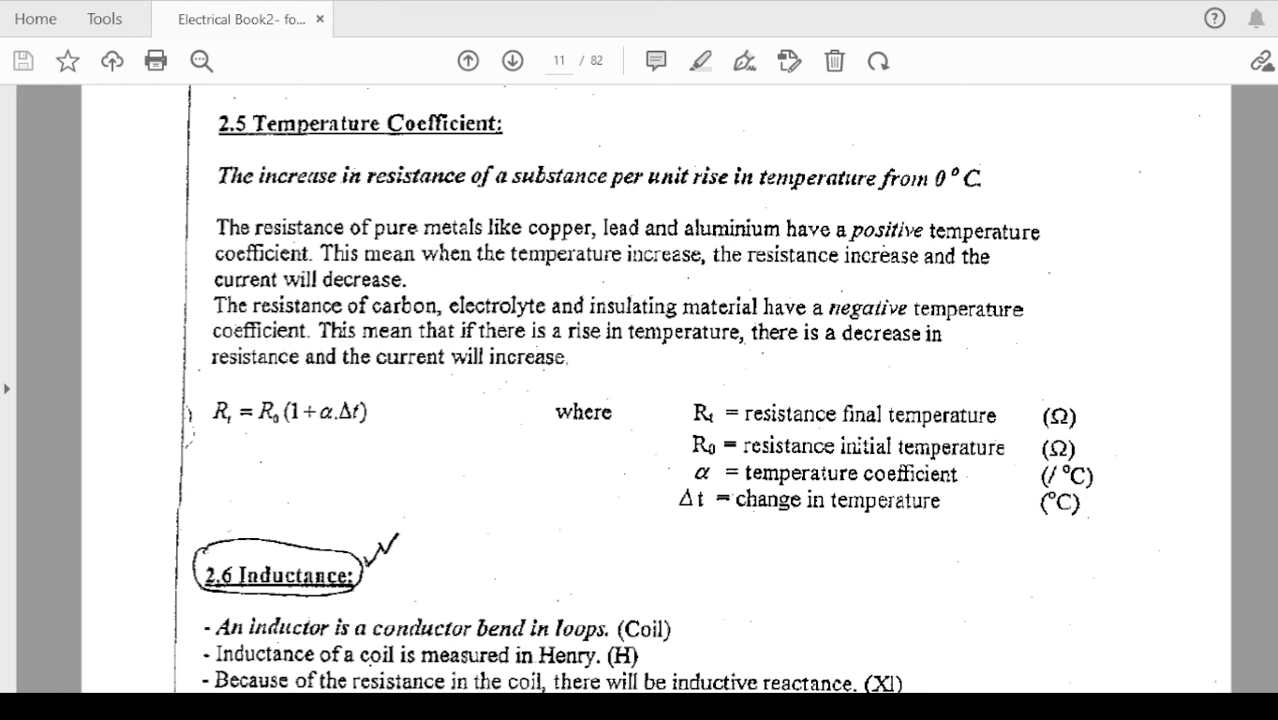 Home Tools Electrical Book2- fo... ×
11 / 82
2.5 Temperature Coefficient:
The increase in resistance of a substance per unit rise in temperature from 0 ° C.
The resistance of pure metals like copper, lead and aluminium have a positive temperature
coefficient. This mean when the temperature increase, the resistance increase and the
current will decrease.
The resistance of carbon, electrolyte and insulating material have a negative temperature
coefficient. This mean that if there is a rise in temperature, there is a decrease in
resistance and the current will increase.
Rₜ = R₀ (1+α.Δt) where Rₜ = resistance final temperature (Ω)
R₀ = resistance initial temperature (Ω)
α = temperature coefficient (/ °C)
Δ t = change in temperature (°C)
2.6 Inductance:
- An inductor is a conductor bend in loops. (Coil)
- Inductance of a coil is measured in Henry. (H)
- Because of the resistance in the coil, there will be inductive reactance. (Xl)